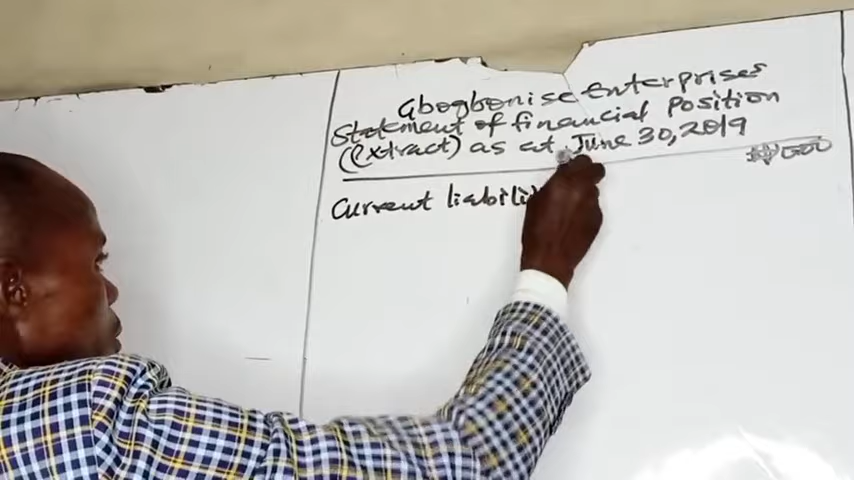 Gbogbonise enterprises
Statement of financial Position
(extract) as at June 30, 2019
₦'000
Current liabili